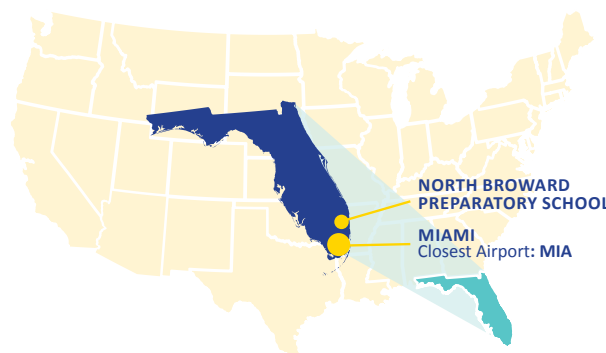 NORTH BROWARD
PREPARATORY SCHOOL
MIAMI
Closest Airport: MIA